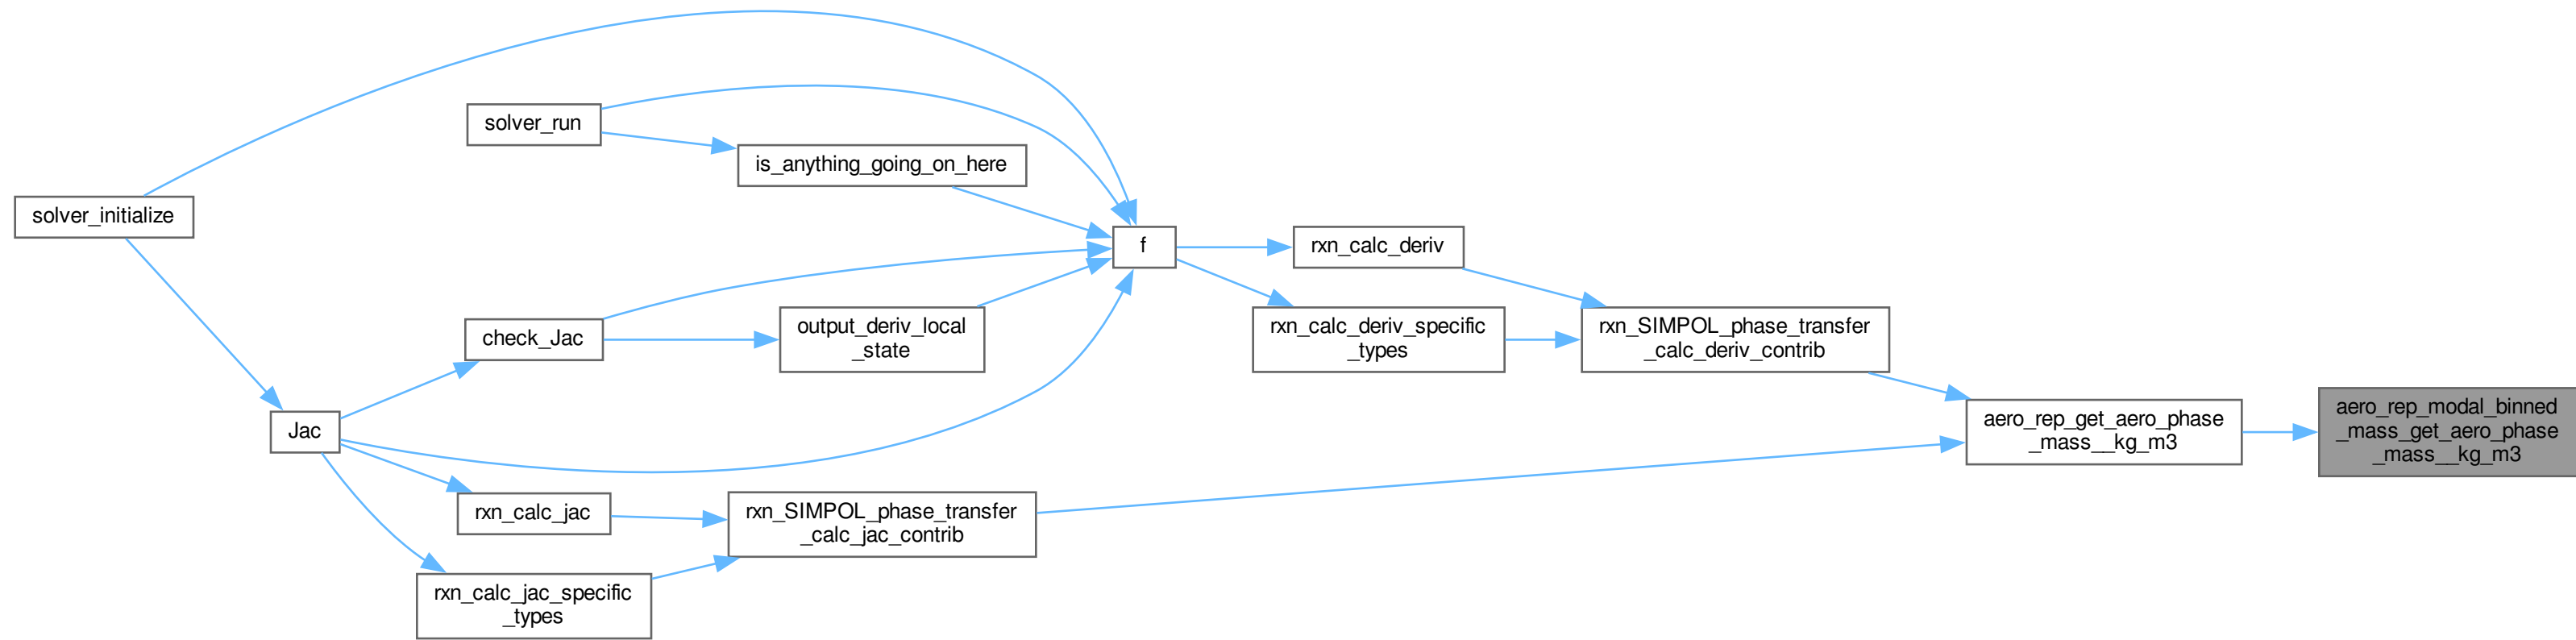 solver_run
is_anything_going_on_here
solver_initialize
f
rxn_calc_deriv
check_Jac
output_deriv_local
_state
rxn_calc_deriv_specific
_types
rxn_SIMPOL_phase_transfer
_calc_deriv_contrib
Jac
aero_rep_get_aero_phase
_mass__kg_m3
aero_rep_modal_binned
_mass_get_aero_phase
_mass__kg_m3
rxn_calc_jac
rxn_SIMPOL_phase_transfer
_calc_jac_contrib
rxn_calc_jac_specific
_types